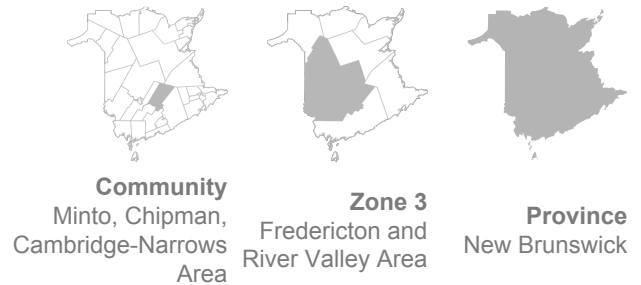 Community
Minto, Chipman,
Cambridge-Narrows
Area
Zone 3
Fredericton and
River Valley Area
Province
New Brunswick